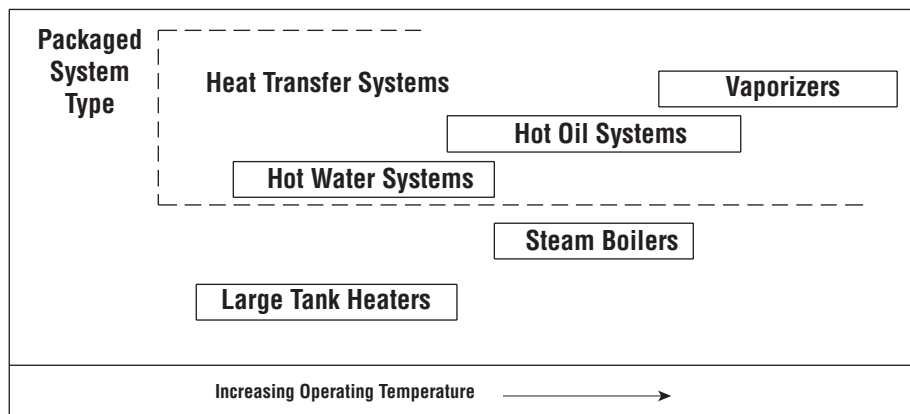 Packaged
System
Type
Heat Transfer Systems
Vaporizers
Hot Oil Systems
Hot Water Systems
Steam Boilers
Large Tank Heaters
Increasing Operating Temperature